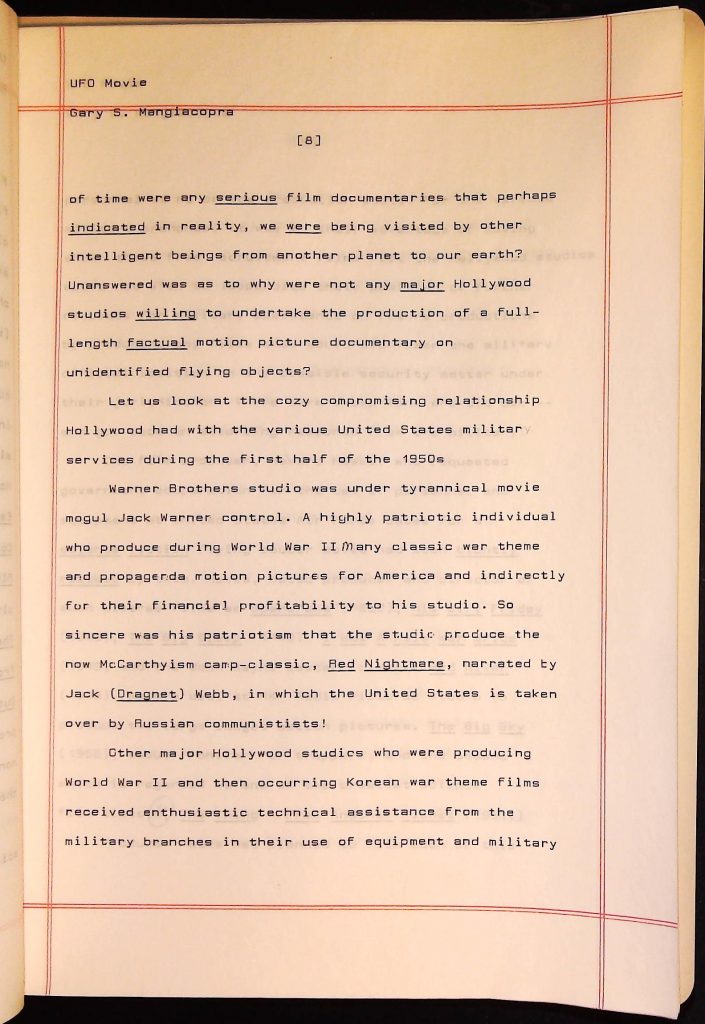 UFO Movie
Gary S. Mangiacopra
[8]
of time were any serious film documentaries that perhaps
indicated in reality, we were being visited by other
intelligent beings from another planet to our earth?
Unanswered was as to why were not any major Hollywood
studios willing to undertake the production of a full-
length factual motion picture documentary on
unidentified flying objects?
Let us look at the cozy compromising relationship
Hollywood had with the various United States military
services during the first half of the 1950s
Warner Brothers studio was under tyrannical movie
mogul Jack Warner control. A highly patriotic individual
who produce during World War II Many classic war theme
and propagenda motion pictures for America and indirectly
for their financial profitability to his studio. So
sincere was his patriotism that the studio produce the
now McCarthyism camp-classic, Red Nightmare, narrated by
Jack (Dragnet) Webb, in which the United States is taken
over by Russian communistists!
Other major Hollywood studios who were producing
World War II and then occurring Korean war theme films
received enthusiastic technical assistance from the
military branches in their use of equipment and military